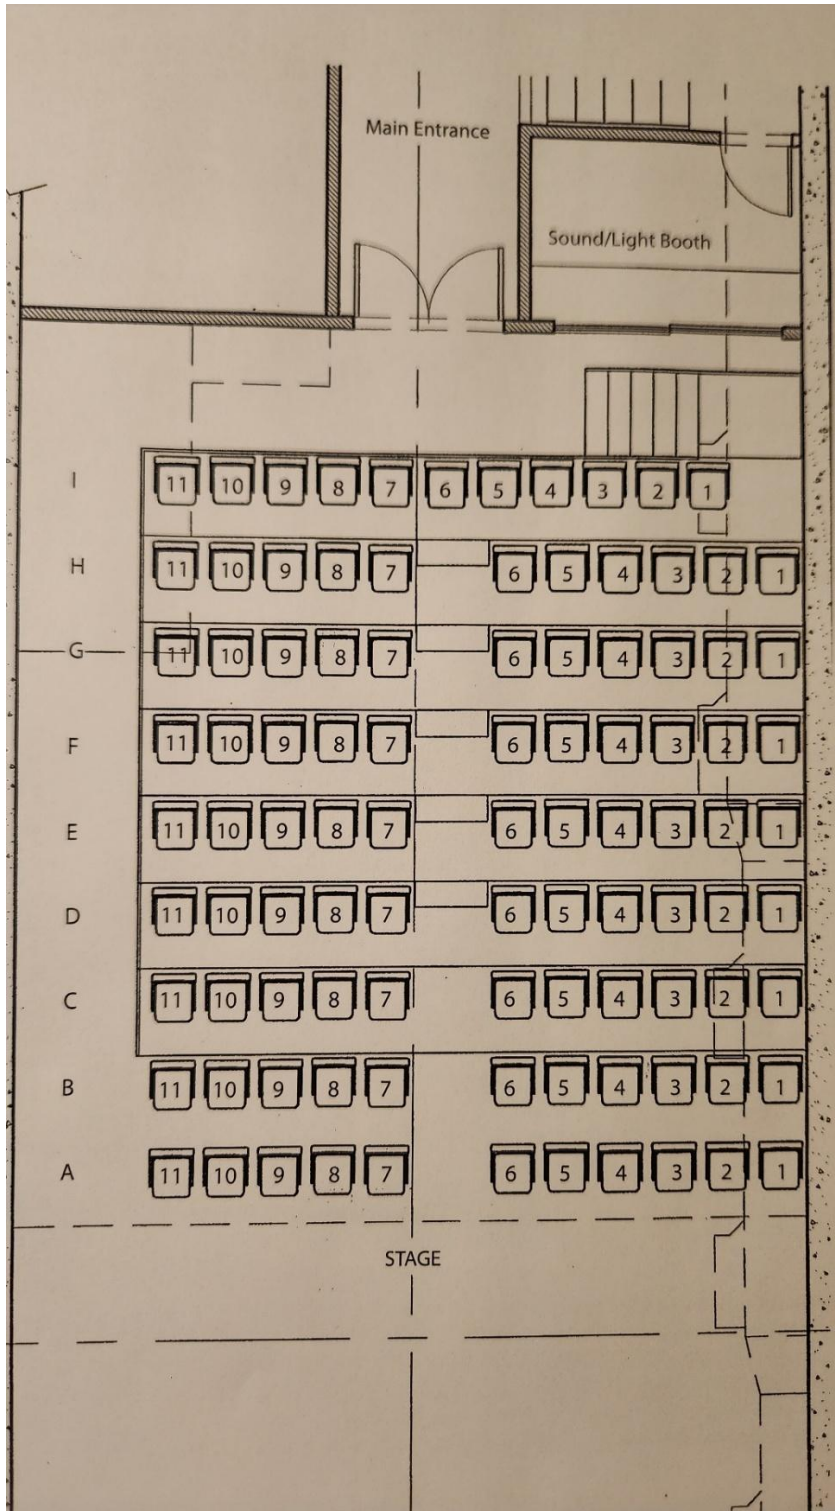 Main Entrance
Sound/Light Booth
I 11 10 9 8 7 6 5 4 3 2 1
H 11 10 9 8 7 6 5 4 3 2 1
G 11 10 9 8 7 6 5 4 3 2 1
F 11 10 9 8 7 6 5 4 3 2 1
E 11 10 9 8 7 6 5 4 3 2 1
D 11 10 9 8 7 6 5 4 3 2 1
C 11 10 9 8 7 6 5 4 3 2 1
B 11 10 9 8 7 6 5 4 3 2 1
A 11 10 9 8 7 6 5 4 3 2 1
STAGE